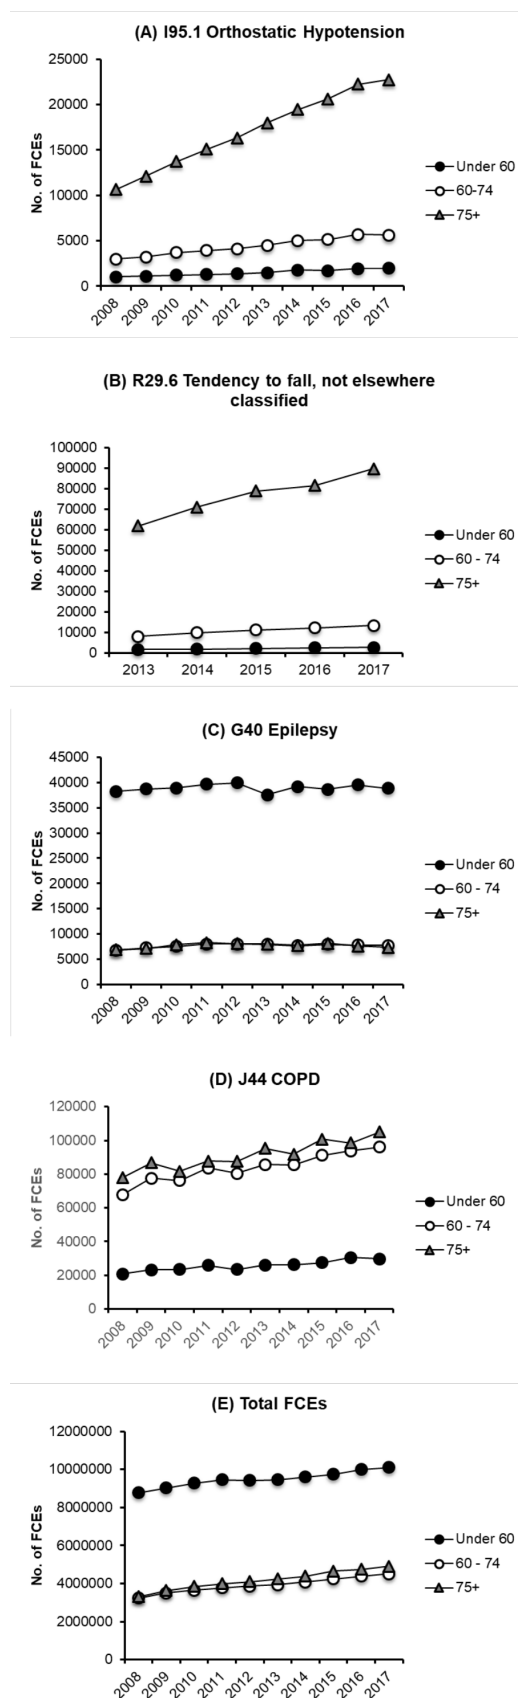 (A) I95.1 Orthostatic Hypotension
25000
20000
15000
10000
5000
0
No. of FCEs
2008 2009 2010 2011 2012 2013 2014 2015 2016 2017
Under 60
60-74
75+
(B) R29.6 Tendency to fall, not elsewhere
classified
100000
90000
80000
70000
60000
50000
40000
30000
20000
10000
0
No. of FCEs
2013 2014 2015 2016 2017
Under 60
60 - 74
75+
(C) G40 Epilepsy
45000
40000
35000
30000
25000
20000
15000
10000
5000
0
No. of FCEs
2008 2009 2010 2011 2012 2013 2014 2015 2016 2017
Under 60
60 - 74
75+
(D) J44 COPD
120000
100000
80000
60000
40000
20000
0
No. of FCEs
2008 2009 2010 2011 2012 2013 2014 2015 2016 2017
Under 60
60 - 74
75+
(E) Total FCEs
12000000
10000000
8000000
6000000
4000000
2000000
0
No. of FCEs
2008 2009 2010 2011 2012 2013 2014 2015 2016 2017
Under 60
60 - 74
75+